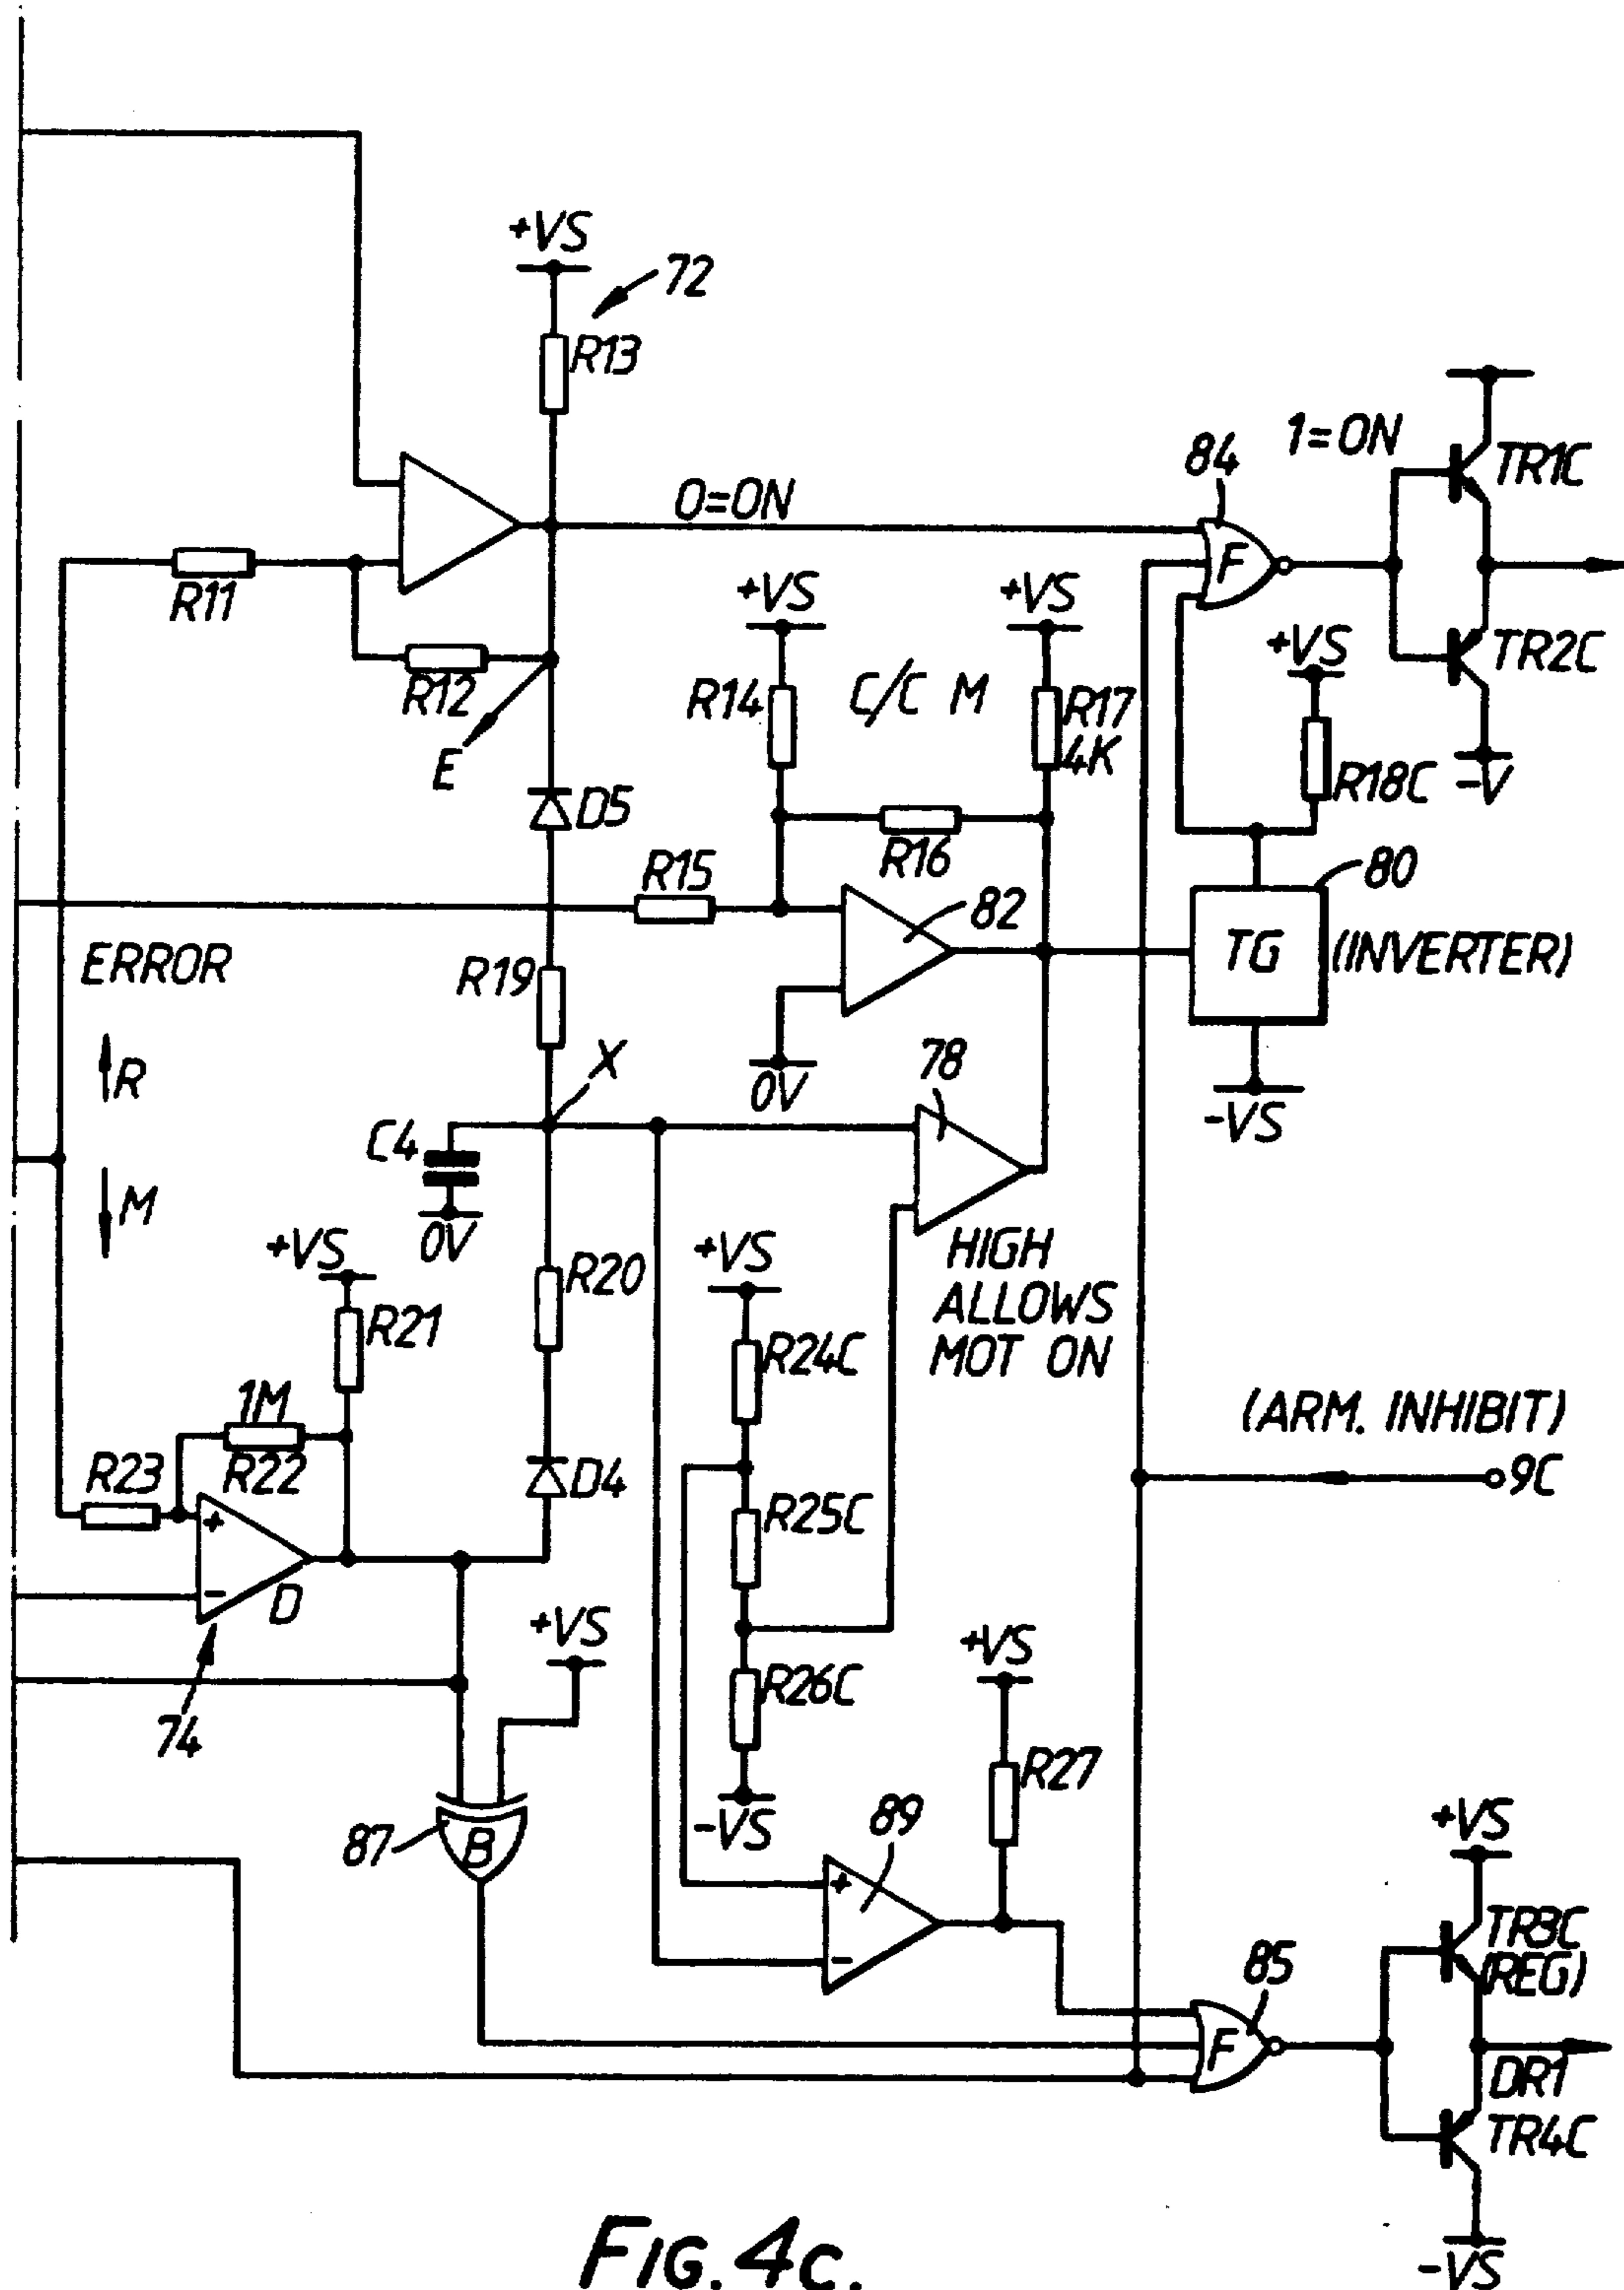 +VS
72
R13
84
1=ON
TR1C
O=ON
F
R11
+VS
+VS
+VS
TR2C
R12
R14
C/C M
R17
4K
E
R18C
-V
D5
R16
80
R15
82
ERROR
R19
TG
(INVERTER)
X
78
R
0V
C4
-VS
M
0V
+VS
R20
+VS
HIGH
ALLOWS
MOT ON
R21
R24C
1M
(ARM. INHIBIT)
R23
R22
D4
9C
R25C
+
-
D
+VS
+VS
74
R26C
R27
-VS
89
+VS
87
B
+
TR3C
(REG)
-
85
F
DR1
TR4C
-VS
FIG. 4c.